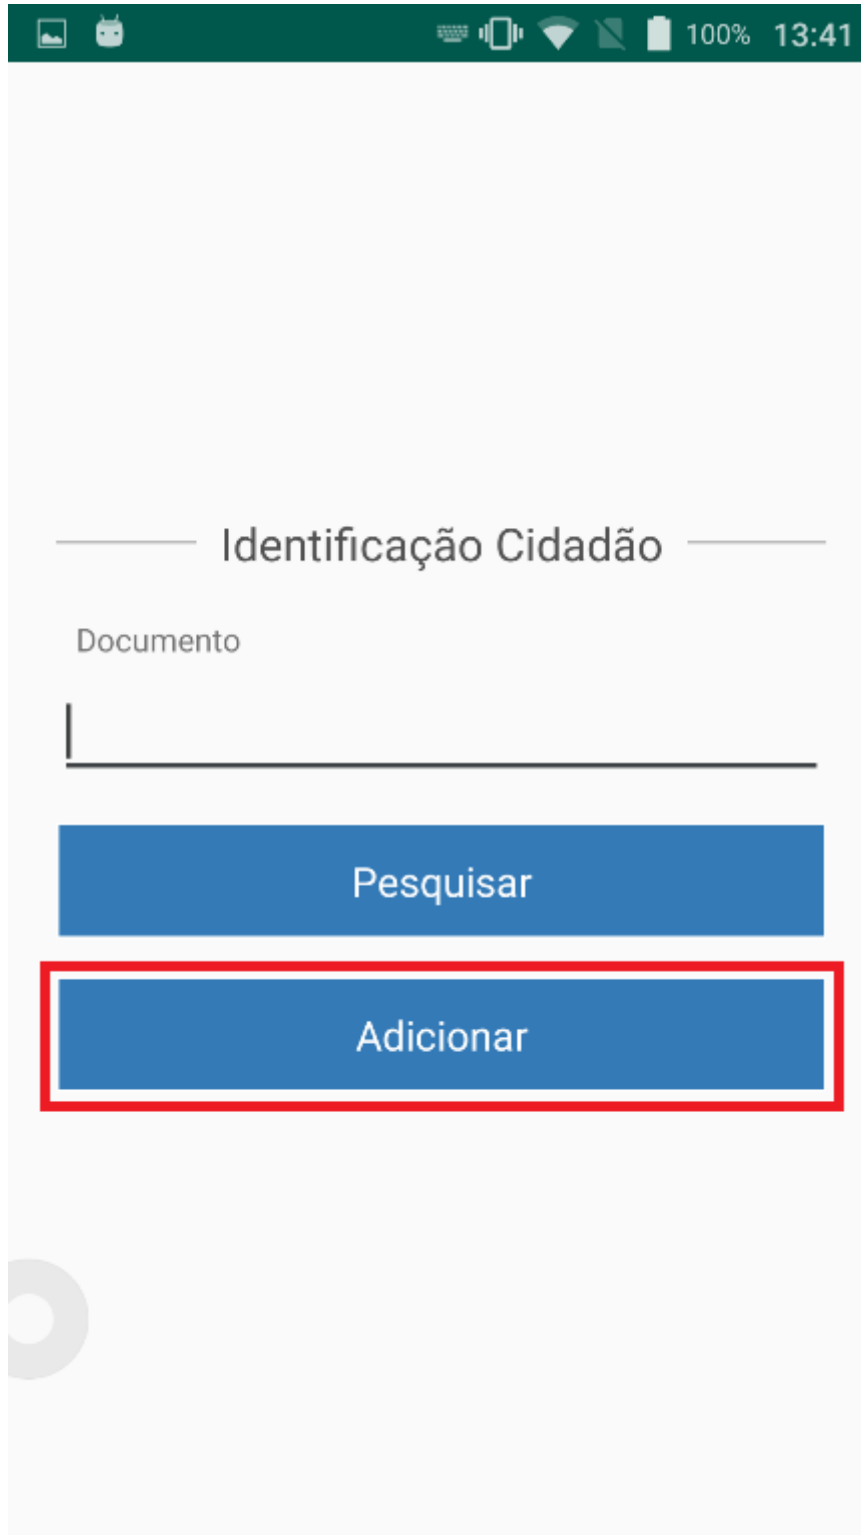 100% 13:41
Identificação Cidadão
Documento
Pesquisar
Adicionar